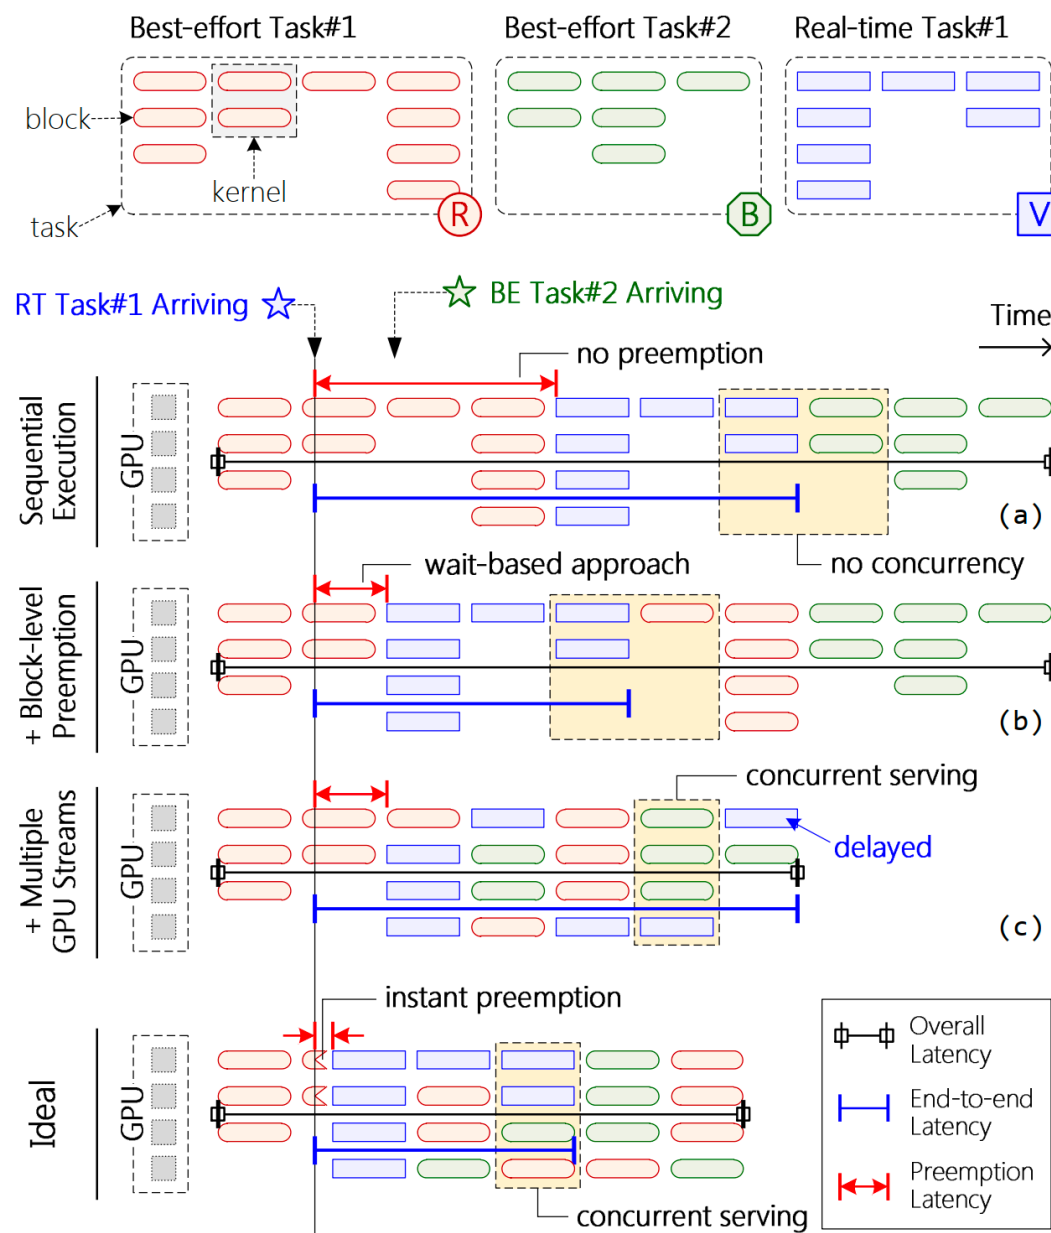 Best-effort Task#1
Best-effort Task#2
Real-time Task#1
block
kernel
task
R
B
V
RT Task#1 Arriving
BE Task#2 Arriving
Time
no preemption
Sequential
Execution
GPU
(a)
no concurrency
wait-based approach
+ Block-level
Preemption
GPU
(b)
concurrent serving
+ Multiple
GPU Streams
GPU
delayed
(c)
instant preemption
Ideal
GPU
concurrent serving
Overall
Latency
End-to-end
Latency
Preemption
Latency